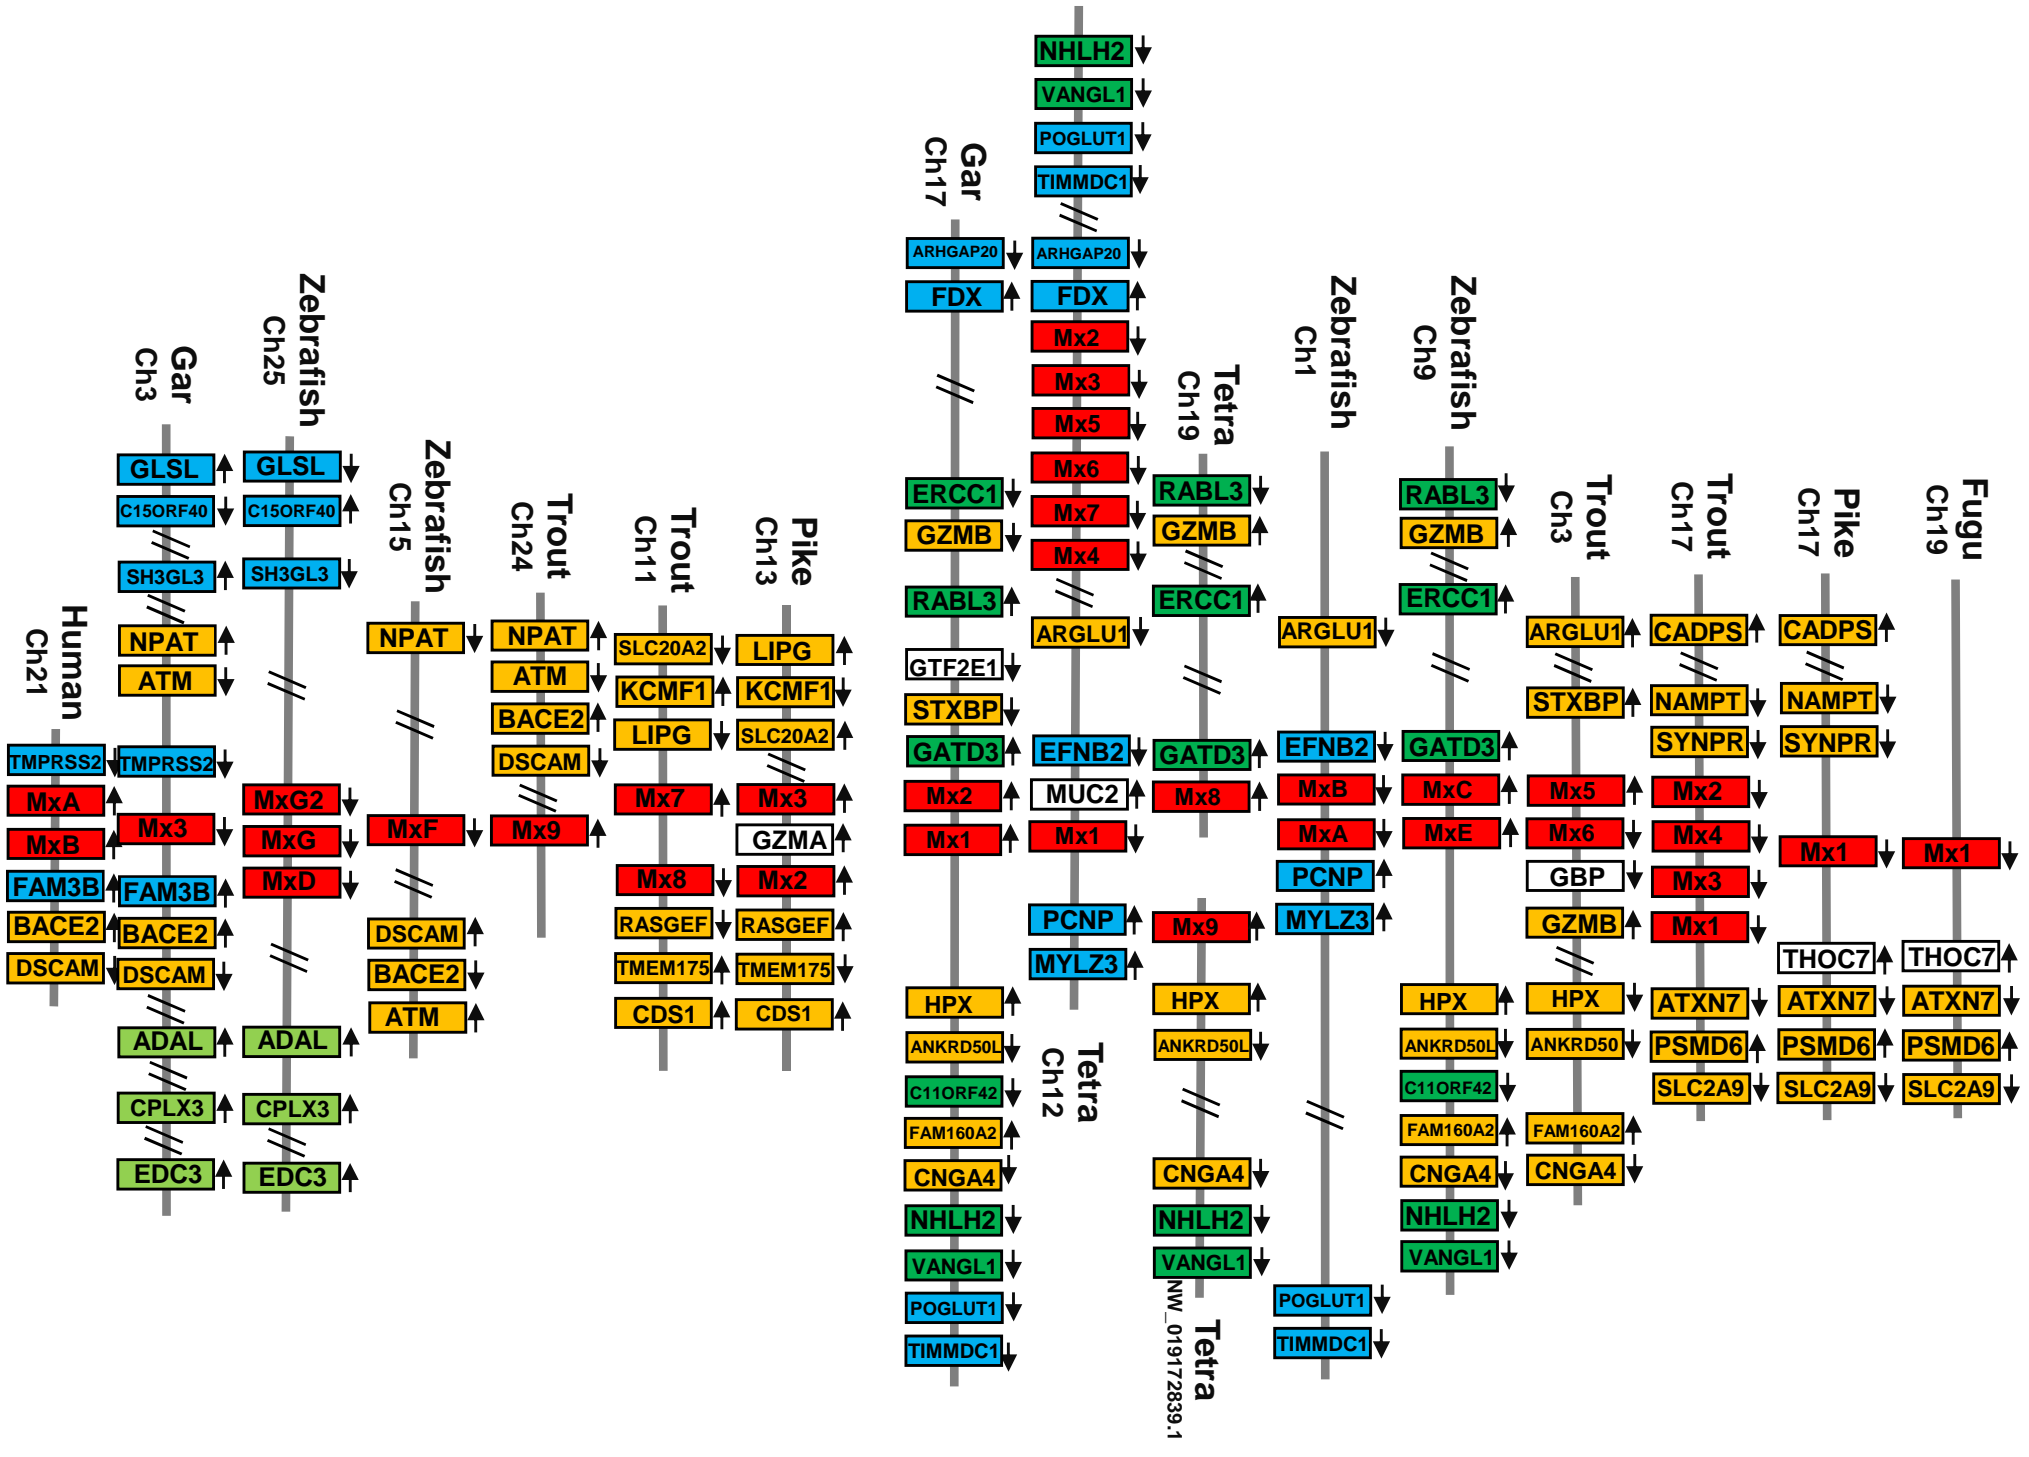 Human
Ch21
TMPRSS2
MxA
MxB
FAM3B
BACE2
DSCAM
Gar
Ch3
GLSL
C15ORF40
SH3GL3
NPAT
ATM
TMPRSS2
Mx3
FAM3B
BACE2
DSCAM
ADAL
CPLX3
EDC3
Zebrafish
Ch25
GLSL
C15ORF40
SH3GL3
MxG2
MxG
MxD
ADAL
CPLX3
EDC3
Zebrafish
Ch15
NPAT
MxF
DSCAM
BACE2
ATM
Trout
Ch24
NPAT
ATM
BACE2
DSCAM
Mx9
Trout
Ch11
SLC20A2
KCMF1
LIPG
Mx7
Mx8
RASGEF
TMEM175
CDS1
Pike
Ch13
LIPG
KCMF1
SLC20A2
Mx3
GZMA
Mx2
RASGEF
TMEM175
CDS1
Gar
Ch17
ARHGAP20
FDX
ERCC1
GZMB
RABL3
GTF2E1
STXBP
GATD3
Mx2
Mx1
HPX
ANKRD50L
C11ORF42
FAM160A2
CNGA4
NHLH2
VANGL1
POGLUT1
TIMMDC1
NHLH2
VANGL1
POGLUT1
TIMMDC1
ARHGAP20
FDX
Mx2
Mx3
Mx5
Mx6
Mx7
Mx4
ARGLU1
EFNB2
MUC2
Mx1
PCNP
MYLZ3
Tetra
Ch12
Tetra
Ch19
RABL3
GZMB
ERCC1
GATD3
Mx8
Mx9
HPX
ANKRD50L
CNGA4
NHLH2
VANGL1
Tetra
NW_019172839.1
Zebrafish
Ch1
ARGLU1
EFNB2
MxB
MxA
PCNP
MYLZ3
POGLUT1
TIMMDC1
Zebrafish
Ch9
RABL3
GZMB
ERCC1
GATD3
MxC
MxE
HPX
ANKRD50L
C11ORF42
FAM160A2
CNGA4
NHLH2
VANGL1
Trout
Ch3
ARGLU1
STXBP
Mx5
Mx6
GBP
GZMB
HPX
ANKRD50
FAM160A2
CNGA4
Trout
Ch17
CADPS
NAMPT
SYNPR
Mx2
Mx4
Mx3
Mx1
ATXN7
PSMD6
SLC2A9
Pike
Ch17
CADPS
NAMPT
SYNPR
Mx1
THOC7
ATXN7
PSMD6
SLC2A9
Fugu
Ch19
Mx1
THOC7
ATXN7
PSMD6
SLC2A9